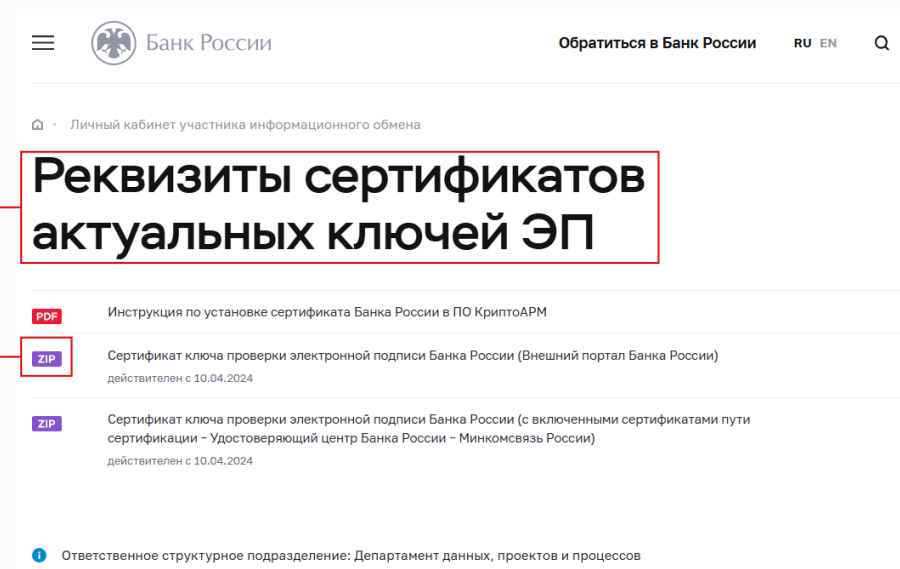 Банк России
Обратиться в Банк России
RU EN
Личный кабинет участника информационного обмена
Реквизиты сертификатов
актуальных ключей ЭП
PDF
Инструкция по установке сертификата Банка России в ПО КриптоАРМ
ZIP
Сертификат ключа проверки электронной подписи Банка России (Внешний портал Банка России)
действителен с 10.04.2024
ZIP
Сертификат ключа проверки электронной подписи Банка России (с включенными сертификатами пути
сертификации – Удостоверяющий центр Банка России – Минкомсвязь России)
действителен с 10.04.2024
Ответственное структурное подразделение: Департамент данных, проектов и процессов